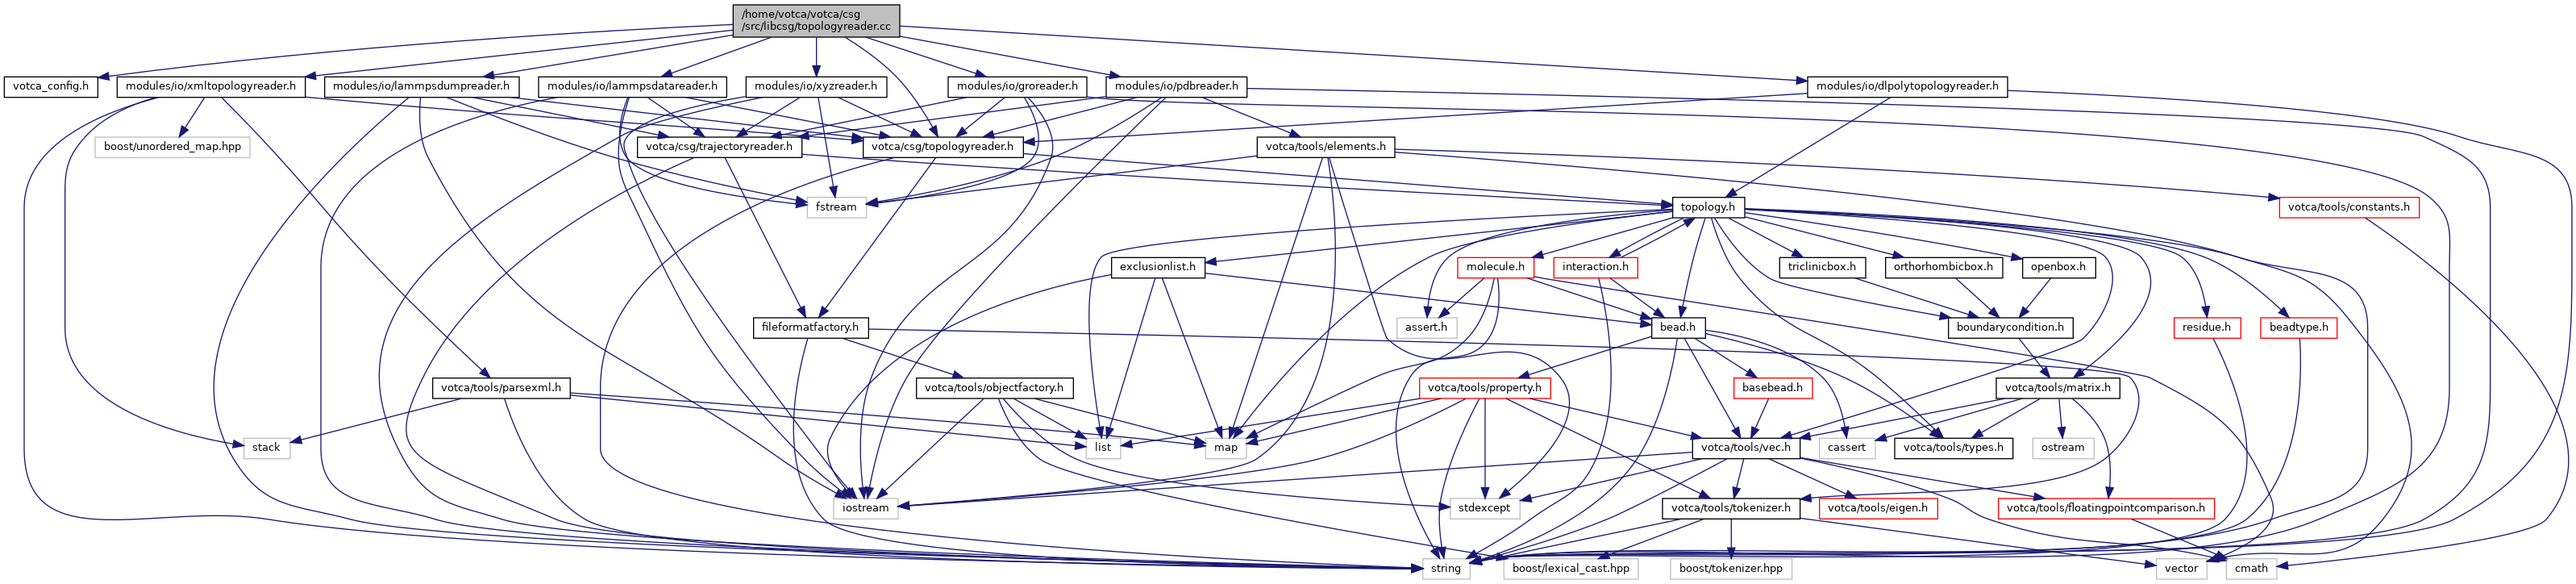 /home/votca/votca/csg
/src/libcsg/topologyreader.cc
votca_config.h
modules/io/xmltopologyreader.h
modules/io/lammpsdumpreader.h
modules/io/lammpsdatareader.h
modules/io/xyzreader.h
modules/io/groreader.h
modules/io/pdbreader.h
modules/io/dlpolytopologyreader.h
boost/unordered_map.hpp
votca/csg/trajectoryreader.h
votca/csg/topologyreader.h
votca/tools/elements.h
fstream
topology.h
votca/tools/constants.h
exclusionlist.h
molecule.h
interaction.h
triclinicbox.h
orthorhombicbox.h
openbox.h
fileformatfactory.h
assert.h
bead.h
boundarycondition.h
residue.h
beadtype.h
votca/tools/parsexml.h
votca/tools/objectfactory.h
votca/tools/property.h
basebead.h
votca/tools/matrix.h
stack
list
map
votca/tools/vec.h
cassert
votca/tools/types.h
ostream
iostream
stdexcept
votca/tools/tokenizer.h
votca/tools/eigen.h
votca/tools/floatingpointcomparison.h
string
boost/lexical_cast.hpp
boost/tokenizer.hpp
vector
cmath